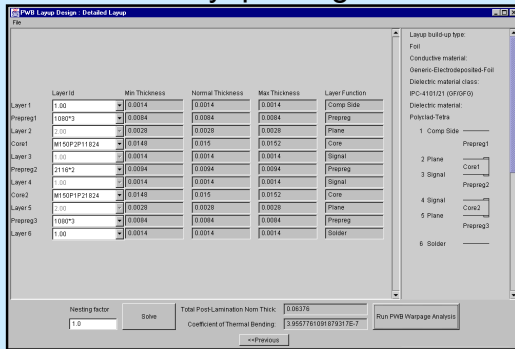 PWB Layup Design : Detailed Layup
File
Layer Id Min Thickness Normal Thickness Max Thickness Layer Function
Layer 1 1.00 0.0014 0.0014 0.0014 Comp Side
Prepreg1 1080*3 0.0084 0.0084 0.0084 Prepreg
Layer 2 2.00 0.0028 0.0028 0.0028 Plane
Core1 M150P2P11824 0.0148 0.015 0.0152 Core
Layer 3 1.00 0.0014 0.0014 0.0014 Signal
Prepreg2 2116*2 0.0094 0.0094 0.0094 Prepreg
Layer 4 1.00 0.0014 0.0014 0.0014 Signal
Core2 M150P1P21824 0.0148 0.015 0.0152 Core
Layer 5 2.00 0.0028 0.0028 0.0028 Plane
Prepreg3 1080*3 0.0084 0.0084 0.0084 Prepreg
Layer 6 1.00 0.0014 0.0014 0.0014 Solder
Layup build-up type:
Foil
Conductive material:
Generic-Electrodeposited-Foil
Dielectric material class:
IPC-4101/21 (GF/GFG)
Dielectric material:
Polyclad-Tetra
1 Comp Side
Prepreg1
2 Plane
Core1
3 Signal
Prepreg2
4 Signal
Core2
5 Plane
Prepreg3
6 Solder
Nesting factor
1.0
Solve
Total Post-Lamination Nom Thick: 0.06376
Coefficient of Thermal Bending: 3.9557761091879317E-7
Run PWB Warpage Analysis
<<Previous